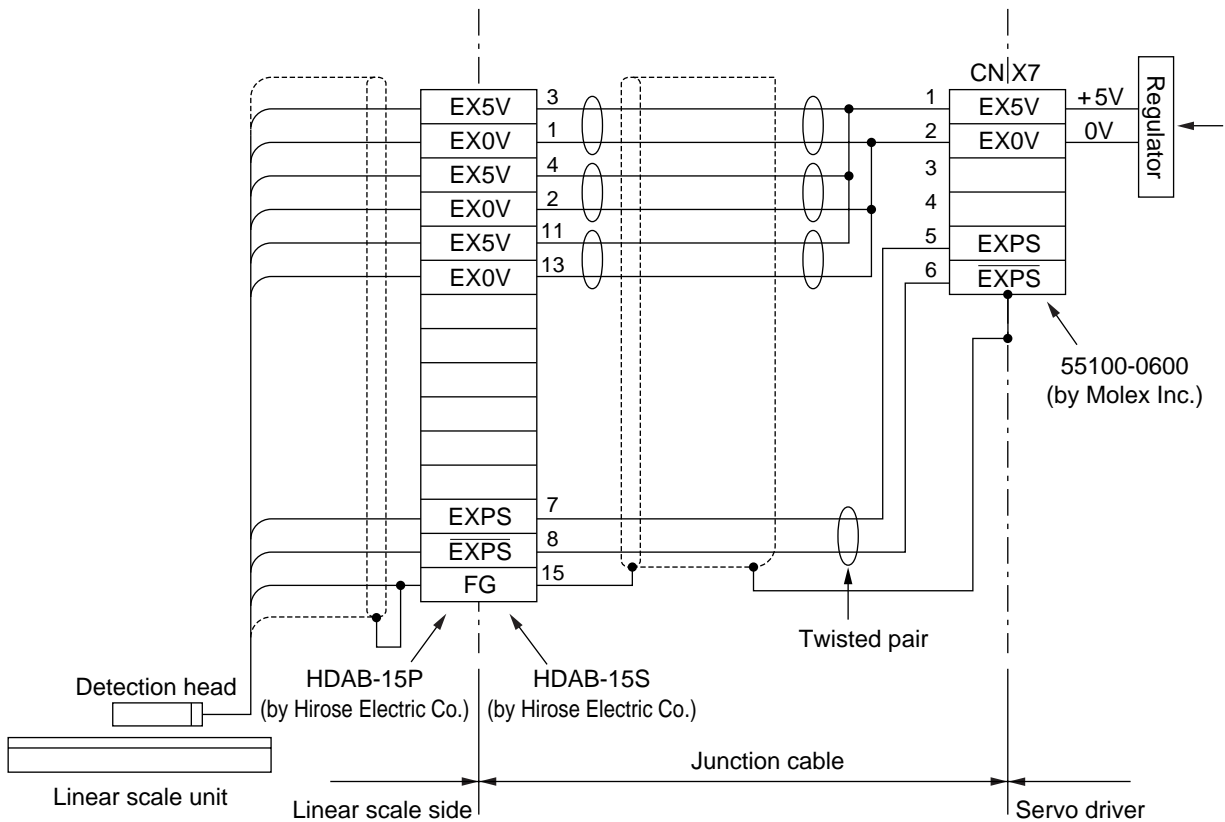 CN X7
EX5V 3 1 EX5V +5V
EX0V 1 2 EX0V 0V
EX5V 4 3
EX0V 2 4
EX5V 11 5 EXPS
EX0V 13 6 E̅X̅P̅S̅
Regulator
55100-0600
(by Molex Inc.)
EXPS 7
E̅X̅P̅S̅ 8
FG 15
Twisted pair
HDAB-15P
(by Hirose Electric Co.)
HDAB-15S
(by Hirose Electric Co.)
Detection head
Linear scale unit
Junction cable
Linear scale side
Servo driver